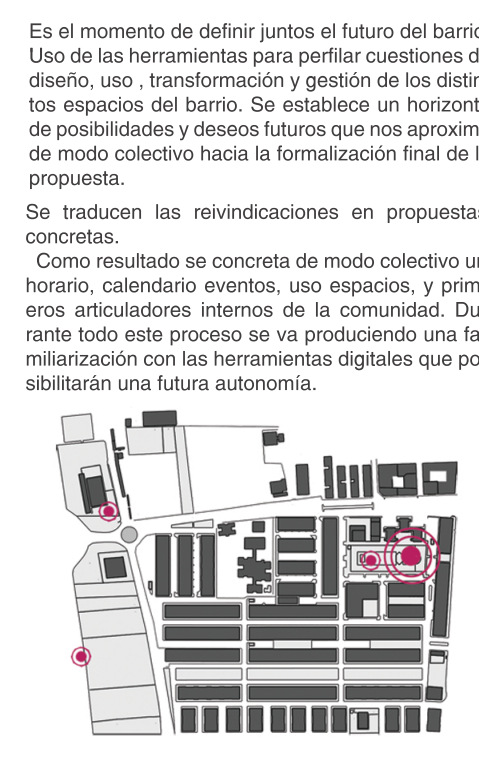 Es el momento de definir juntos el futuro del barrio
Uso de las herramientas para perfilar cuestiones d
diseño, uso , transformación y gestión de los distin
tos espacios del barrio. Se establece un horizont
de posibilidades y deseos futuros que nos aproxim
de modo colectivo hacia la formalización final de l
propuesta.
Se traducen las reivindicaciones en propuestas
concretas.
Como resultado se concreta de modo colectivo un
horario, calendario eventos, uso espacios, y prim-
eros articuladores internos de la comunidad. Du
rante todo este proceso se va produciendo una fa
miliarización con las herramientas digitales que po
sibilitarán una futura autonomía.